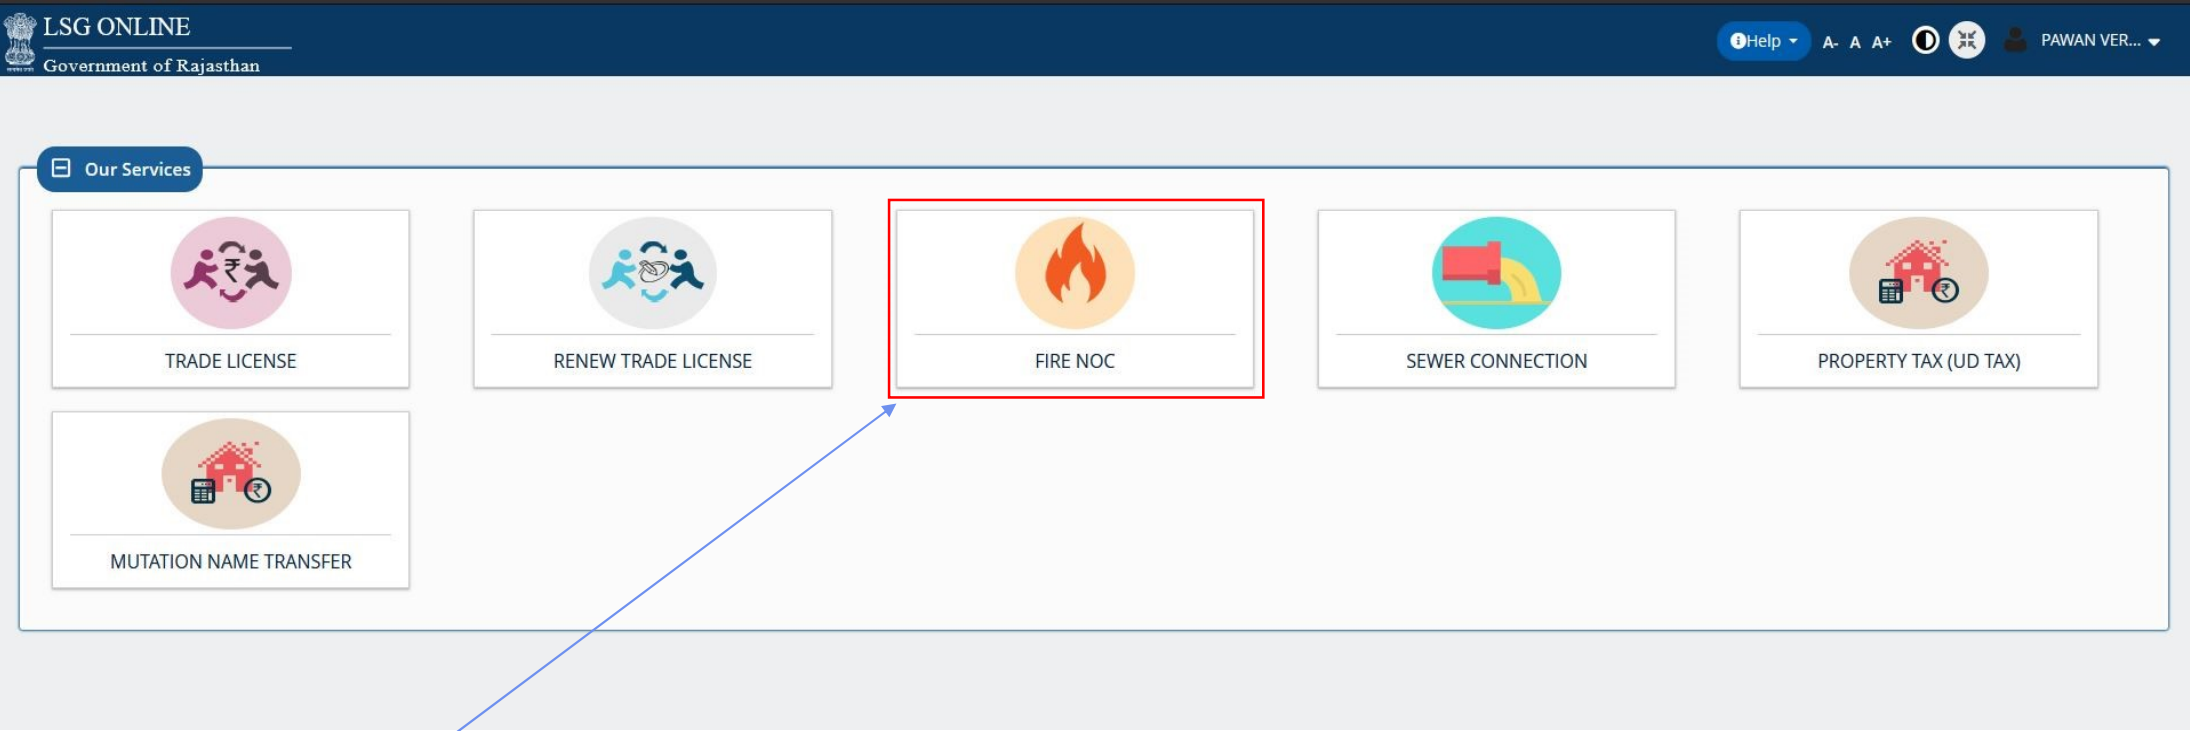 LSG ONLINE
Government of Rajasthan
Help
A- A A+
PAWAN VER...
Our Services
TRADE LICENSE
RENEW TRADE LICENSE
FIRE NOC
SEWER CONNECTION
PROPERTY TAX (UD TAX)
MUTATION NAME TRANSFER